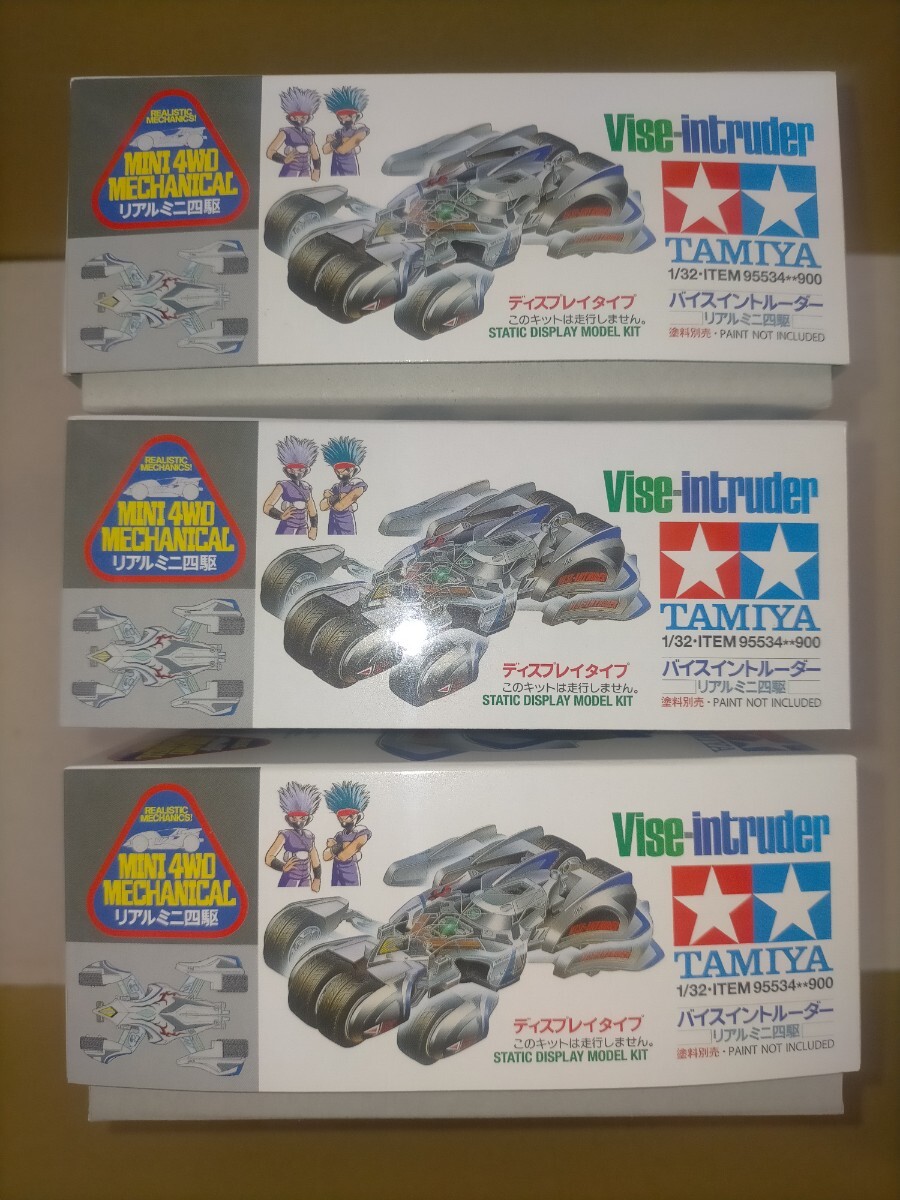 REALISTIC
MECHANICS!
MINI 4WD
MECHANICAL
リアルミニ四駆
Vise-intruder
TAMIYA
1/32・ITEM 95534**900
ディスプレイタイプ
このキットは走行しません。
STATIC DISPLAY MODEL KIT
バイスイントルーダー
リアルミニ四駆
塗料別売・PAINT NOT INCLUDED
REALISTIC
MECHANICS!
MINI 4WD
MECHANICAL
リアルミニ四駆
Vise-intruder
TAMIYA
1/32・ITEM 95534**900
ディスプレイタイプ
このキットは走行しません。
STATIC DISPLAY MODEL KIT
バイスイントルーダー
リアルミニ四駆
塗料別売・PAINT NOT INCLUDED
REALISTIC
MECHANICS!
MINI 4WD
MECHANICAL
リアルミニ四駆
Vise-intruder
TAMIYA
1/32・ITEM 95534**900
ディスプレイタイプ
このキットは走行しません。
STATIC DISPLAY MODEL KIT
バイスイントルーダー
リアルミニ四駆
塗料別売・PAINT NOT INCLUDED